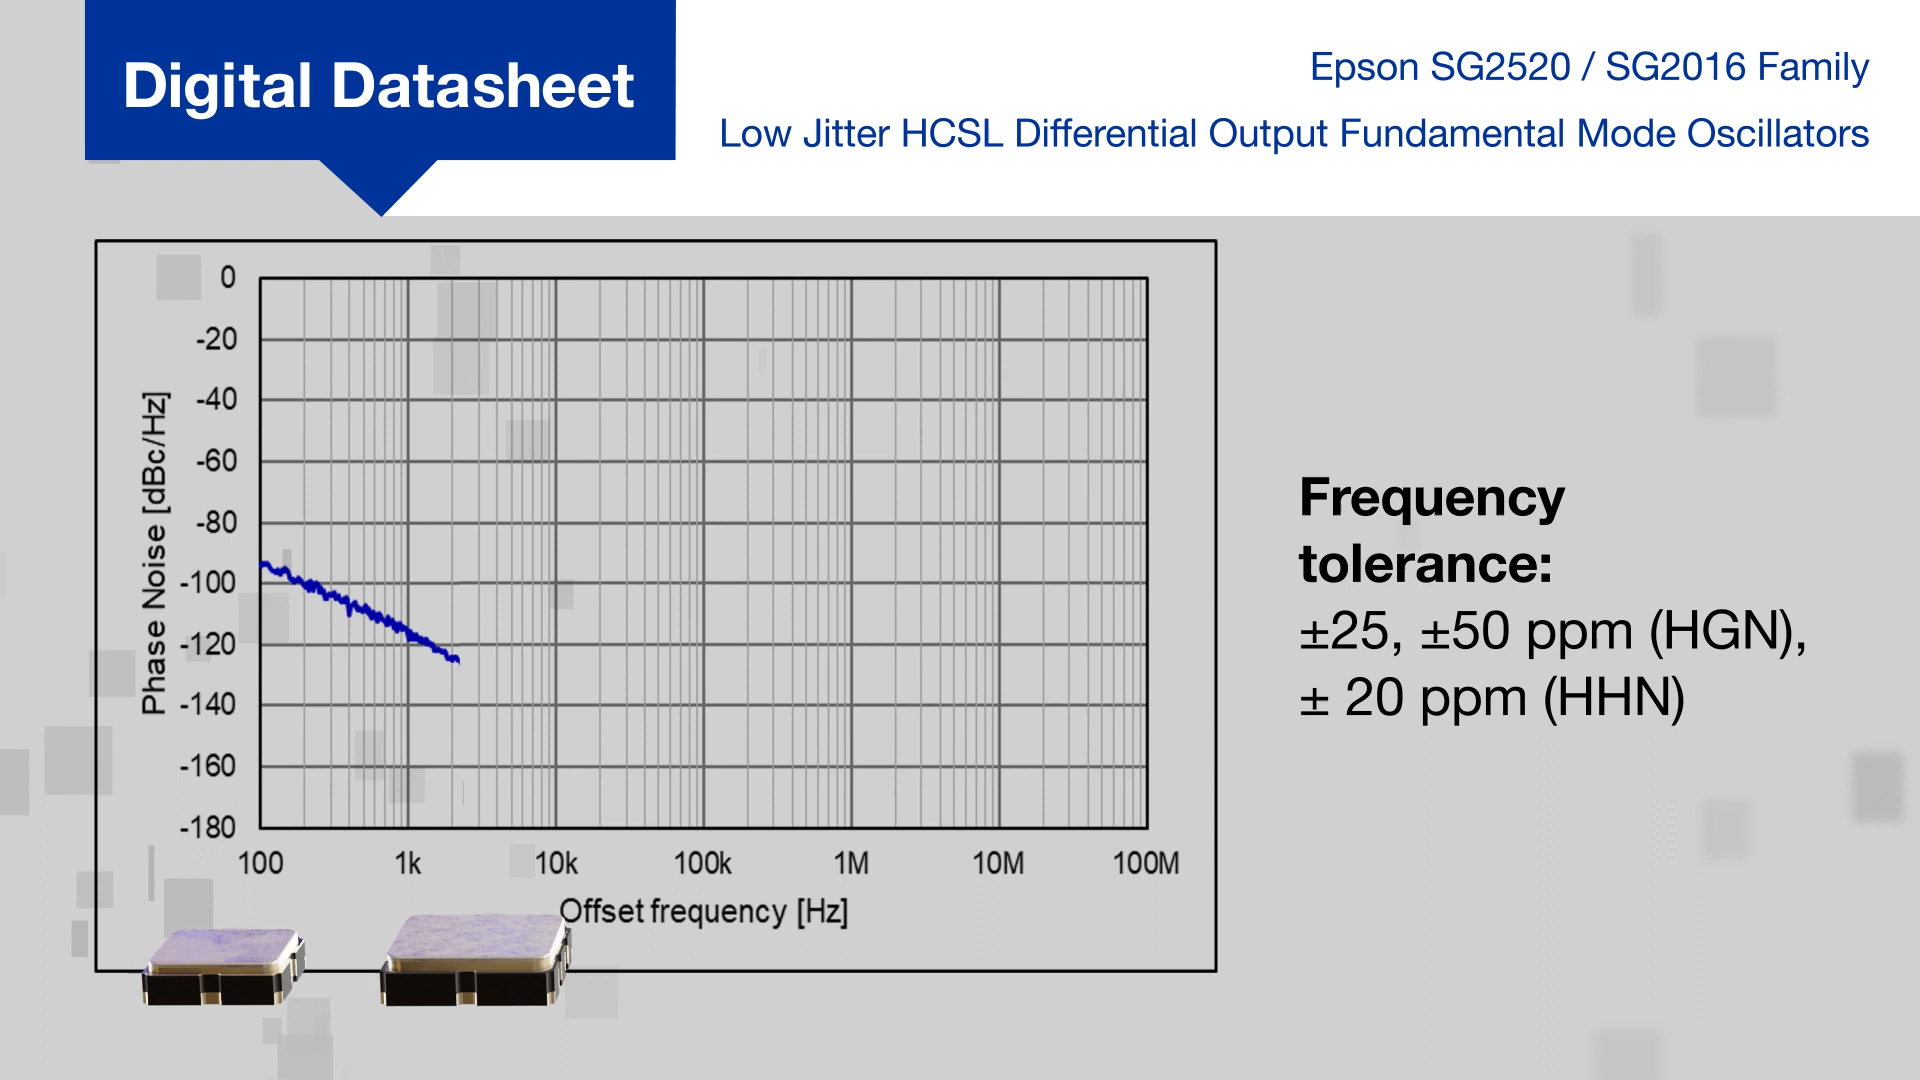 Digital Datasheet
Epson SG2520 / SG2016 Family
Low Jitter HCSL Differential Output Fundamental Mode Oscillators
0
-20
-40
-60
-80
-100
-120
-140
-160
-180
Phase Noise [dBc/Hz]
100 1k 10k 100k 1M 10M 100M
Offset frequency [Hz]
Frequency
tolerance:
±25, ±50 ppm (HGN),
± 20 ppm (HHN)